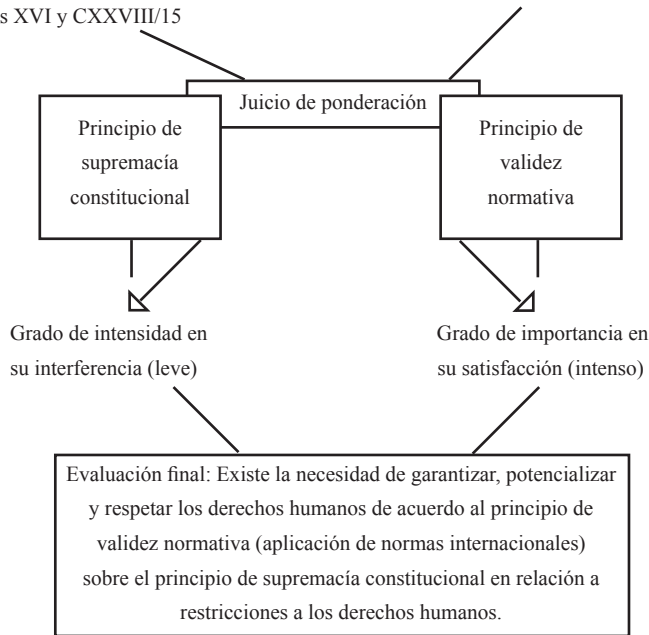 s XVI y CXXVIII/15
Juicio de ponderación
Principio de
supremacía
constitucional
Principio de
validez
normativa
Grado de intensidad en
su interferencia (leve)
Grado de importancia en
su satisfacción (intenso)
Evaluación final: Existe la necesidad de garantizar, potencializar
y respetar los derechos humanos de acuerdo al principio de
validez normativa (aplicación de normas internacionales)
sobre el principio de supremacía constitucional en relación a
restricciones a los derechos humanos.